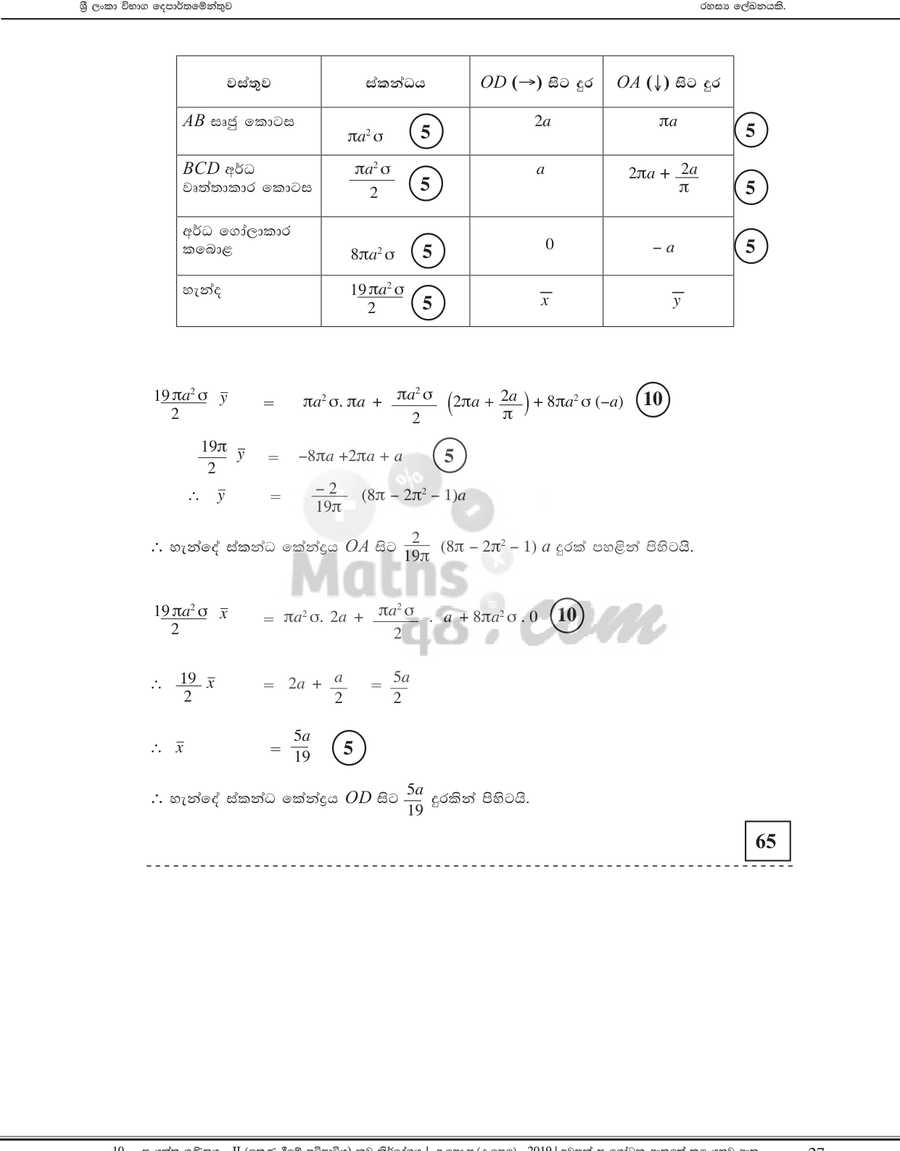 ශ්‍රී ලංකා විභාග දෙපාර්තමේන්තුව රහස්‍ය ලේඛනයකි.
වස්තුව ස්කන්ධය OD (→) සිට දුර OA (↓) සිට දුර
AB සෘජු කොටස πa²σ 5 2a πa 5
BCD අර්ධ වෘත්තාකාර කොටස πa²σ/2 5 a 2πa + 2a/π 5
අර්ධ ගෝලාකාර කබොළ 8πa²σ 5 0 – a 5
හැන්ද 19πa²σ/2 5 x̅ y̅
19πa²σ/2 y̅ = πa²σ. πa + πa²σ/2 (2πa + 2a/π) + 8πa²σ (–a) 10
19π/2 y̅ = –8πa +2πa + a 5
∴ y̅ = –2/19π (8π – 2π² – 1)a
∴ හැන්දේ ස්කන්ධ කේන්ද්‍රය OA සිට 2/19π (8π – 2π² – 1) a දුරක් පහළින් පිහිටයි.
Maths
අපි . com
19πa²σ/2 x̅ = πa²σ. 2a + πa²σ/2 . a + 8πa²σ . 0 10
∴ 19/2 x̅ = 2a + a/2 = 5a/2
∴ x̅ = 5a/19 5
∴ හැන්දේ ස්කන්ධ කේන්ද්‍රය OD සිට 5a/19 දුරකින් පිහිටයි.
65